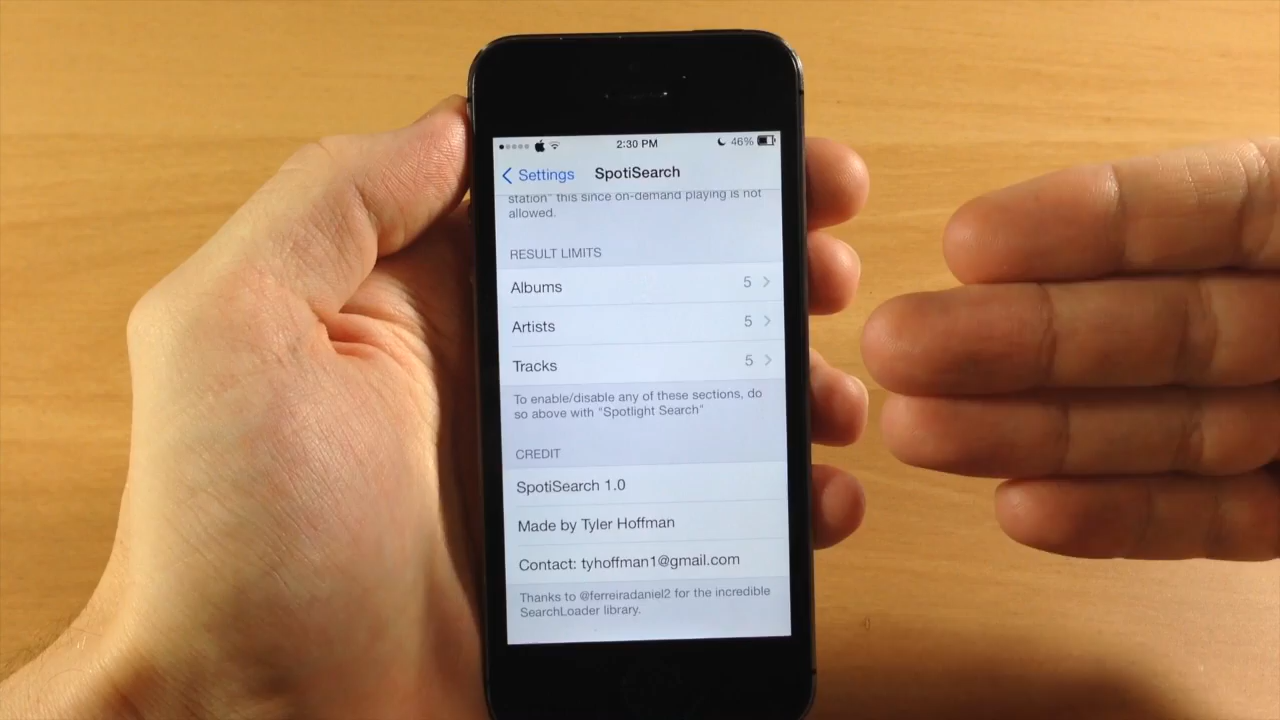 2:30 PM
46%
Settings
SpotiSearch
station" this since on-demand playing is not
allowed.
RESULT LIMITS
Albums 5
Artists 5
Tracks 5
To enable/disable any of these sections, do
so above with "Spotlight Search"
CREDIT
SpotiSearch 1.0
Made by Tyler Hoffman
Contact: tyhoffman1@gmail.com
Thanks to @ferreiradaniel2 for the incredible
SearchLoader library.